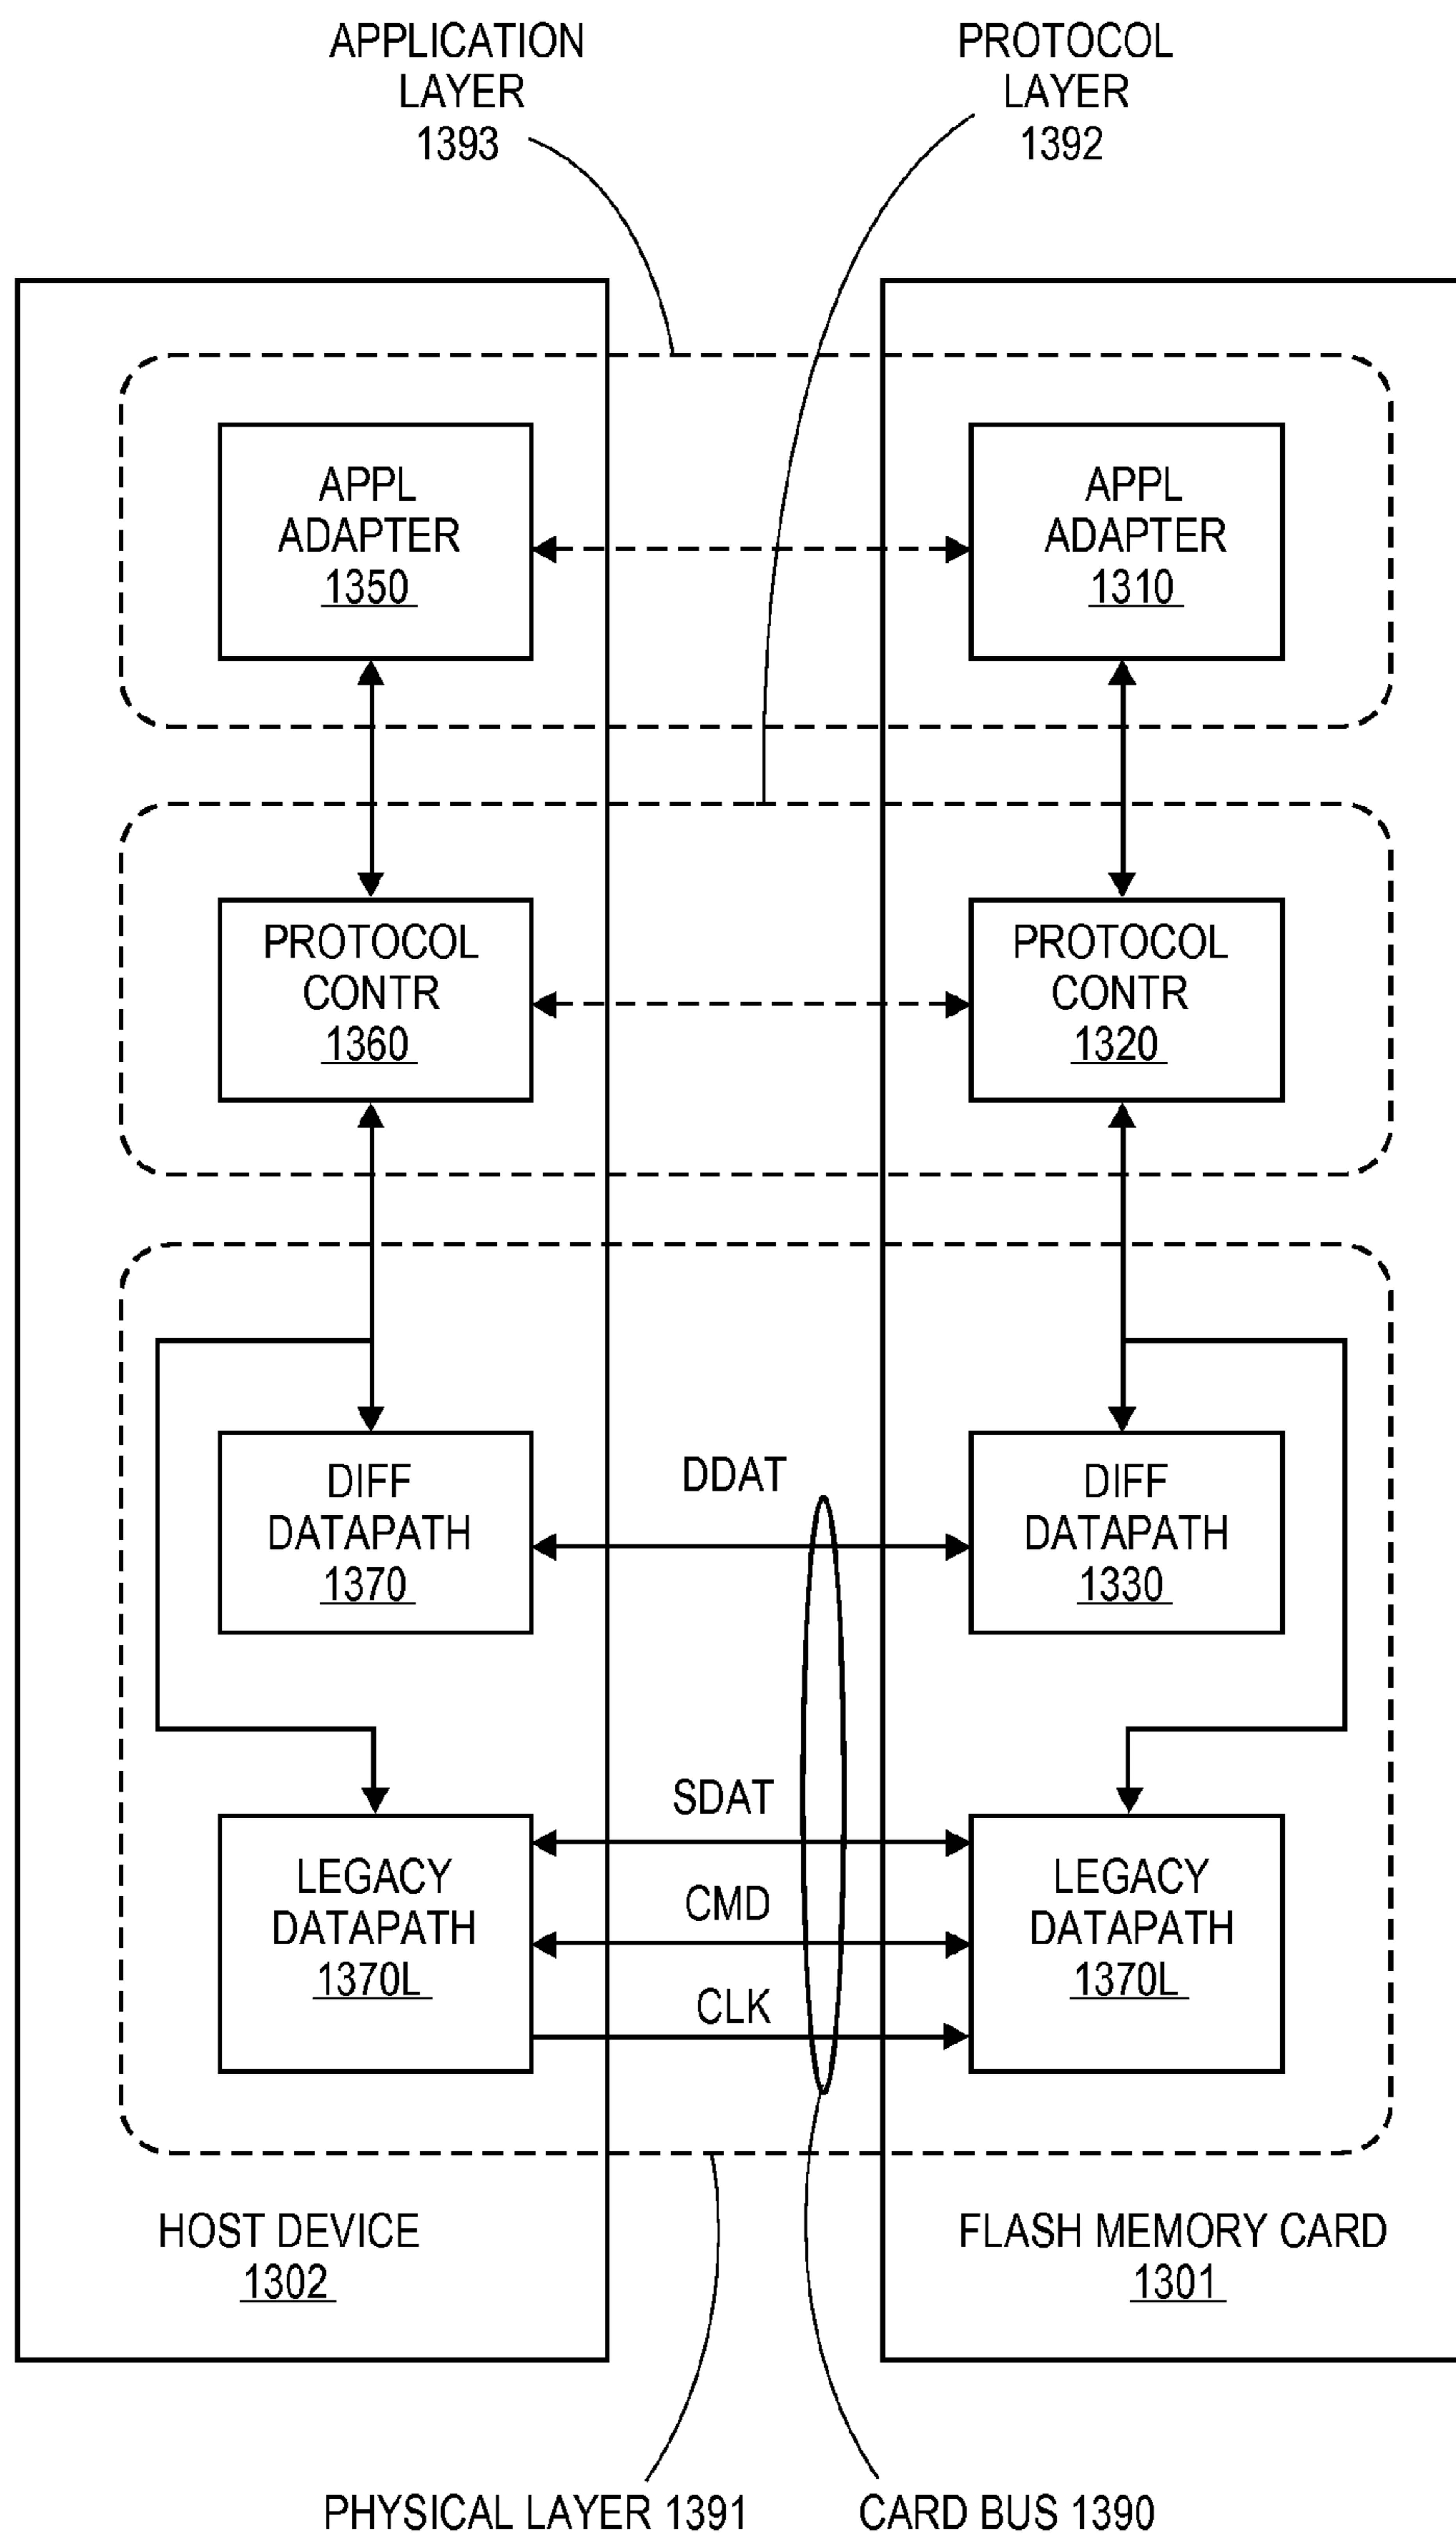 APPLICATION
LAYER
1393
PROTOCOL
LAYER
1392
APPL
ADAPTER
1350
APPL
ADAPTER
1310
PROTOCOL
CONTR
1360
PROTOCOL
CONTR
1320
DIFF
DATAPATH
1370
DDAT
DIFF
DATAPATH
1330
SDAT
CMD
CLK
LEGACY
DATAPATH
1370L
LEGACY
DATAPATH
1370L
HOST DEVICE
1302
FLASH MEMORY CARD
1301
PHYSICAL LAYER 1391
CARD BUS 1390